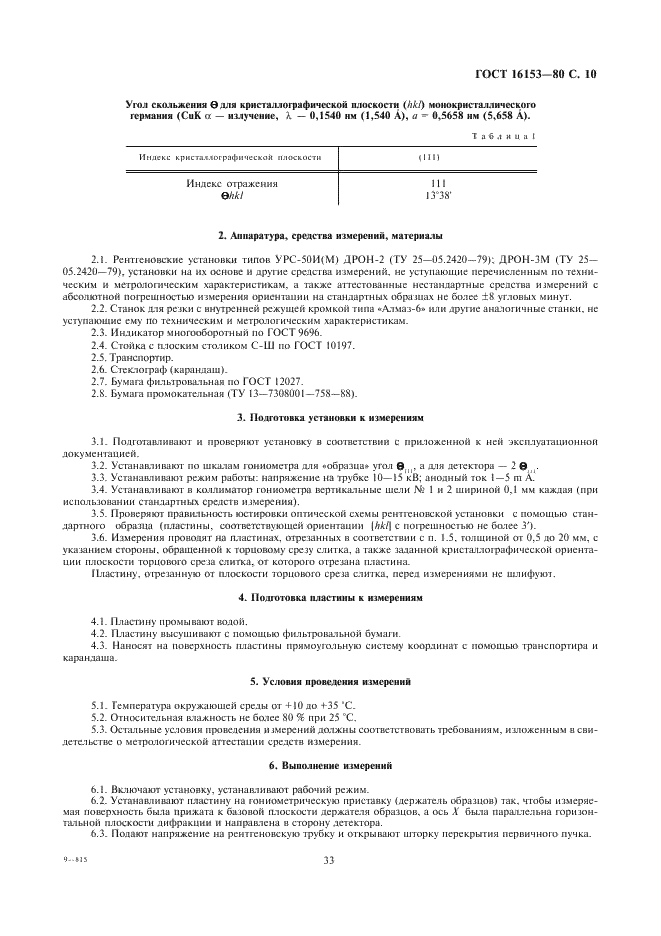 ГОСТ 16153—80 С. 10
Угол скольжения Θ для кристаллографической плоскости (hkl) монокристаллического
германия (CuK α — излучение, λ — 0,1540 нм (1,540 Å), a = 0,5658 нм (5,658 Å).
Таблица 1
Индекс кристаллографической плоскости (111)
Индекс отражения 111
Θhkl 13°38'
2. Аппаратура, средства измерений, материалы
2.1. Рентгеновские установки типов УРС-50И(М) ДРОН-2 (ТУ 25—05.2420—79); ДРОН-3М (ТУ 25—
05.2420—79), установки на их основе и другие средства измерений, не уступающие перечисленным по техни-
ческим и метрологическим характеристикам, а также аттестованные нестандартные средства измерений с
абсолютной погрешностью измерения ориентации на стандартных образцах не более ±8 угловых минут.
2.2. Станок для резки с внутренней режущей кромкой типа «Алмаз-6» или другие аналогичные станки, не
уступающие ему по техническим и метрологическим характеристикам.
2.3. Индикатор многооборотный по ГОСТ 9696.
2.4. Стойка с плоским столиком С-Ш по ГОСТ 10197.
2.5. Транспортир.
2.6. Стеклограф (карандаш).
2.7. Бумага фильтровальная по ГОСТ 12027.
2.8. Бумага промокательная (ТУ 13—7308001—758—88).
3. Подготовка установки к измерениям
3.1. Подготавливают и проверяют установку в соответствии с приложенной к ней эксплуатационной
документацией.
3.2. Устанавливают по шкалам гониометра для «образца» угол Θ111, а для детектора — 2 Θ111.
3.3. Устанавливают режим работы: напряжение на трубке 10—15 кВ; анодный ток 1—5 m A.
3.4. Устанавливают в коллиматор гониометра вертикальные щели № 1 и 2 шириной 0,1 мм каждая (при
использовании стандартных средств измерения).
3.5. Проверяют правильность юстировки оптической схемы рентгеновской установки с помощью стан-
дартного образца (пластины, соответствующей ориентации [hkl] с погрешностью не более 3').
3.6. Измерения проводят на пластинах, отрезанных в соответствии с п. 1.5, толщиной от 0,5 до 20 мм, с
указанием стороны, обращенной к торцовому срезу слитка, а также заданной кристаллографической ориента-
ции плоскости торцового среза слитка, от которого отрезана пластина.
Пластину, отрезанную от плоскости торцового среза слитка, перед измерениями не шлифуют.
4. Подготовка пластины к измерениям
4.1. Пластину промывают водой.
4.2. Пластину высушивают с помощью фильтровальной бумаги.
4.3. Наносят на поверхность пластины прямоугольную систему координат с помощью транспортира и
карандаша.
5. Условия проведения измерений
5.1. Температура окружающей среды от +10 до +35 °С.
5.2. Относительная влажность не более 80 % при 25 °С.
5.3. Остальные условия проведения измерений должны соответствовать требованиям, изложенным в сви-
детельстве о метрологической аттестации средств измерения.
6. Выполнение измерений
6.1. Включают установку, устанавливают рабочий режим.
6.2. Устанавливают пластину на гониометрическую приставку (держатель образцов) так, чтобы измеряе-
мая поверхность была прижата к базовой плоскости держателя образцов, а ось X была параллельна горизон-
тальной плоскости дифракции и направлена в сторону детектора.
6.3. Подают напряжение на рентгеновскую трубку и открывают шторку перекрытия первичного пучка.
9—815
33